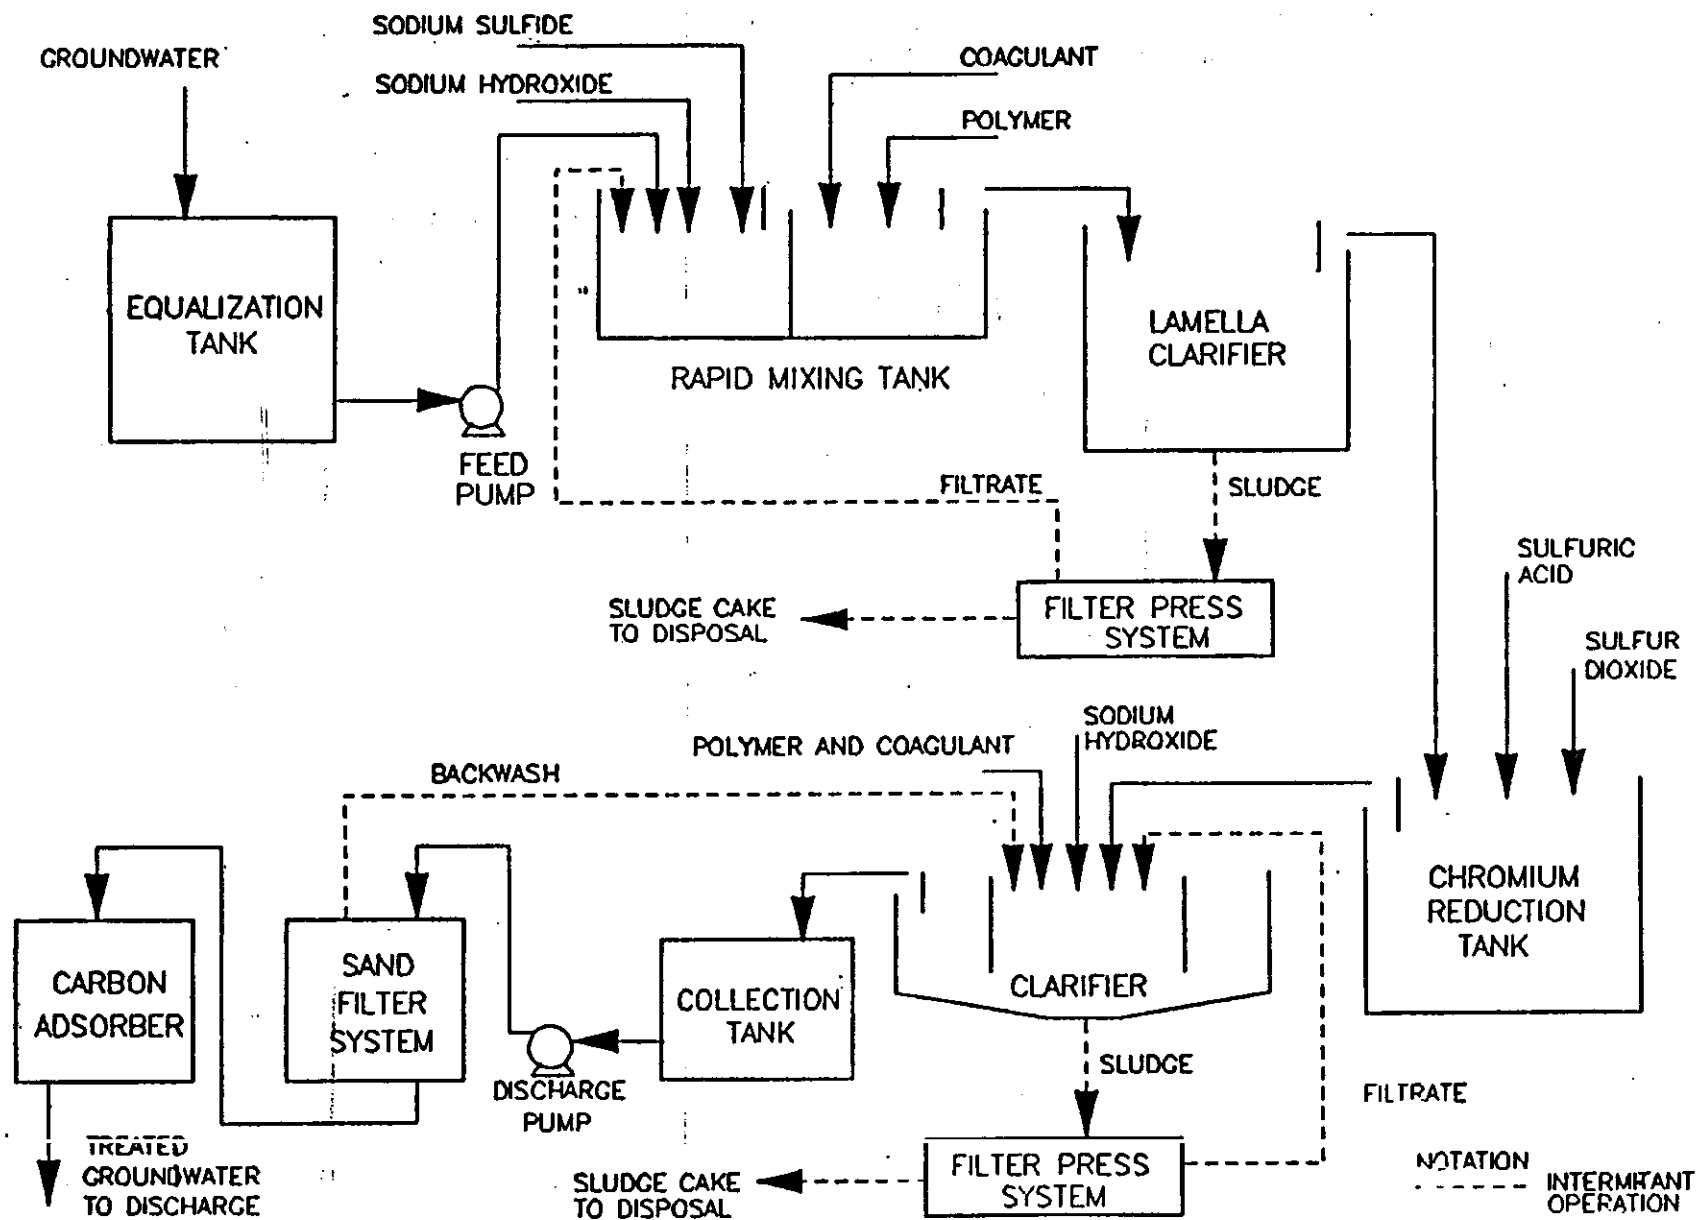 SODIUM SULFIDE
GROUNDWATER
COAGULANT
SODIUM HYDROXIDE
POLYMER
EQUALIZATION
TANK
LAMELLA
CLARIFIER
RAPID MIXING TANK
FEED
PUMP
FILTRATE
SLUDGE
SULFURIC
ACID
SLUDGE CAKE
TO DISPOSAL
FILTER PRESS
SYSTEM
SULFUR
DIOXIDE
SODIUM
HYDROXIDE
POLYMER AND COAGULANT
BACKWASH
CHROMIUM
REDUCTION
TANK
CARBON
ADSORBER
SAND
FILTER
SYSTEM
COLLECTION
TANK
CLARIFIER
SLUDGE
DISCHARGE
PUMP
FILTRATE
TREATED
GROUNDWATER
TO DISCHARGE
SLUDGE CAKE
TO DISPOSAL
FILTER PRESS
SYSTEM
NOTATION
INTERMITANT
OPERATION